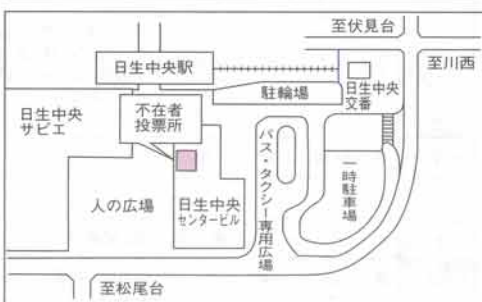 至伏見台
至川西
日生中央駅
駐輪場
日生中央
交番
日生中央
サピエ
不在者
投票所
バス・タクシー専用広場
一時駐車場
人の広場
日生中央
センタービル
至松尾台